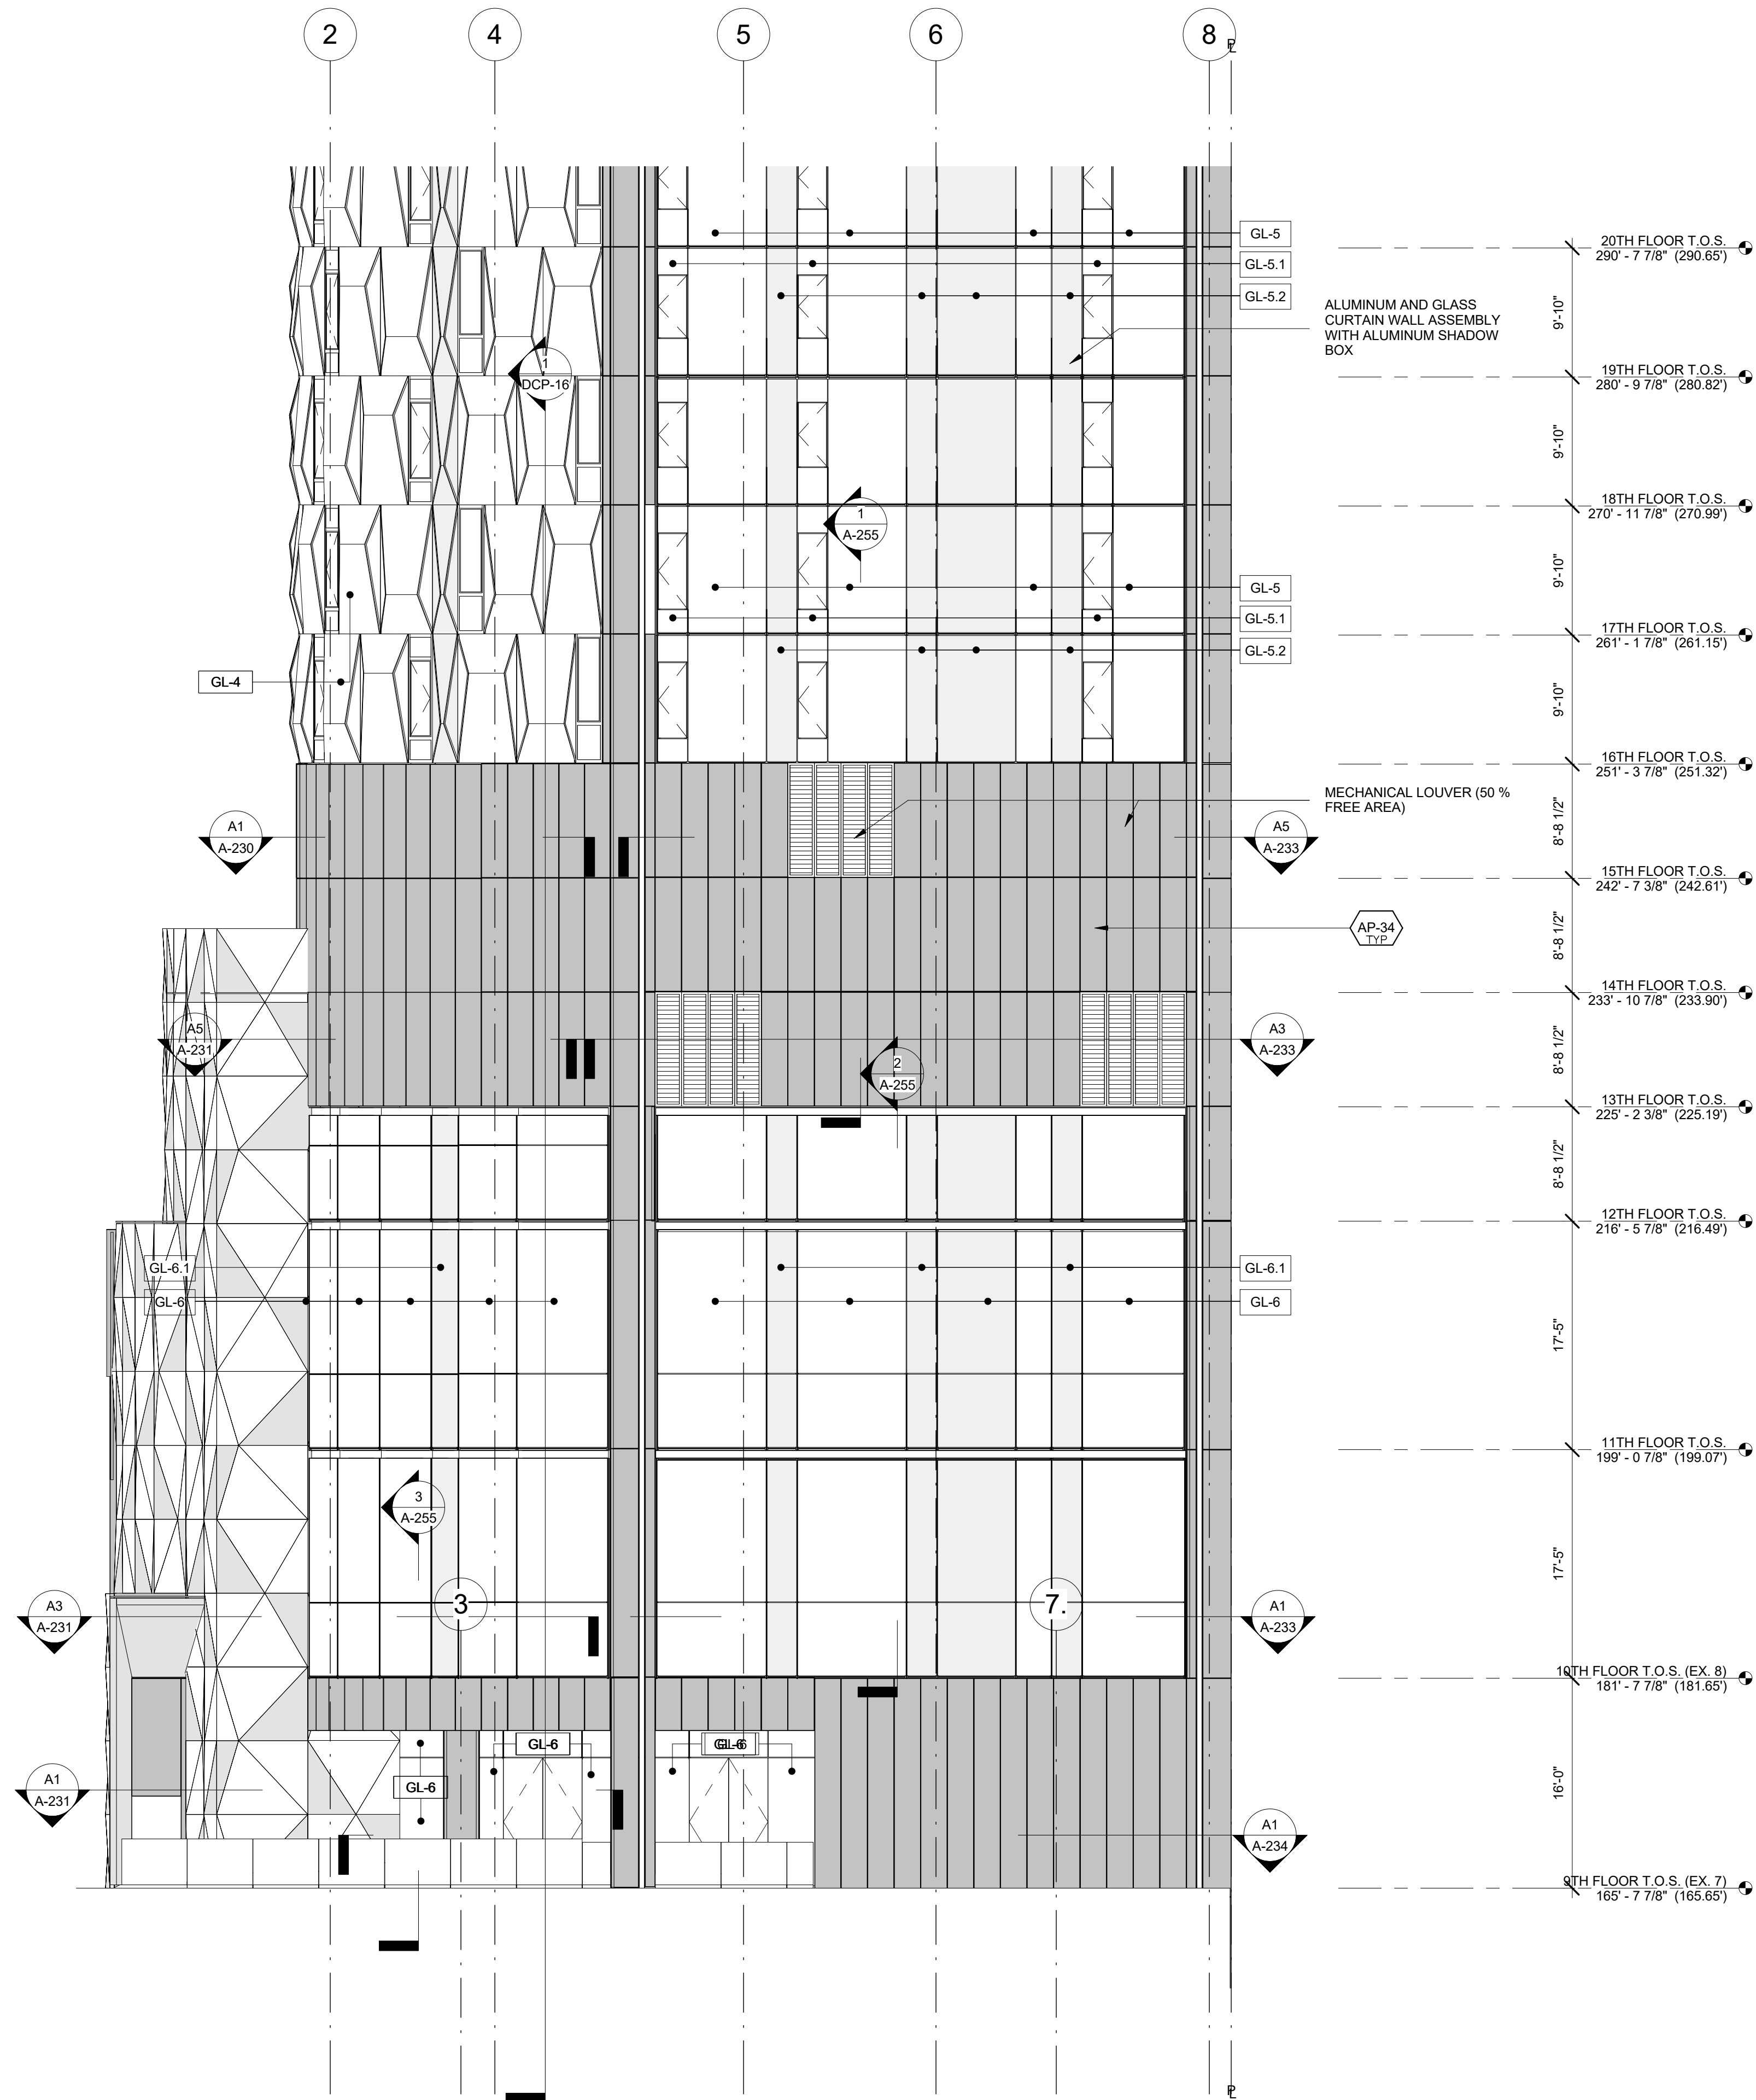 2
4
5
6
8
PL
GL-5
20TH FLOOR T.O.S.
290' - 7 7/8" (290.65')
GL-5.1
GL-5.2
ALUMINUM AND GLASS
CURTAIN WALL ASSEMBLY
WITH ALUMINUM SHADOW
BOX
9'-10"
1
DCP-16
19TH FLOOR T.O.S.
280' - 9 7/8" (280.82')
9'-10"
1
A-255
18TH FLOOR T.O.S.
270' - 11 7/8" (270.99')
9'-10"
GL-5
GL-5.1
17TH FLOOR T.O.S.
261' - 1 7/8" (261.15')
GL-5.2
GL-4
9'-10"
16TH FLOOR T.O.S.
251' - 3 7/8" (251.32')
MECHANICAL LOUVER (50 %
FREE AREA)
A1
A-230
A5
A-233
8'-8 1/2"
15TH FLOOR T.O.S.
242' - 7 3/8" (242.61')
AP-34
TYP
8'-8 1/2"
14TH FLOOR T.O.S.
233' - 10 7/8" (233.90')
A5
A-231
A3
A-233
2
A-255
8'-8 1/2"
13TH FLOOR T.O.S.
225' - 2 3/8" (225.19')
8'-8 1/2"
12TH FLOOR T.O.S.
216' - 5 7/8" (216.49')
GL-6.1
GL-6.1
GL-6
GL-6
17'-5"
11TH FLOOR T.O.S.
199' - 0 7/8" (199.07')
3
A-255
17'-5"
A3
A-231
3
7.
A1
A-233
10TH FLOOR T.O.S. (EX. 8)
181' - 7 7/8" (181.65')
GL-6
GL-6
GL-6
A1
A-231
16'-0"
A1
A-234
9TH FLOOR T.O.S. (EX. 7)
165' - 7 7/8" (165.65')
PL